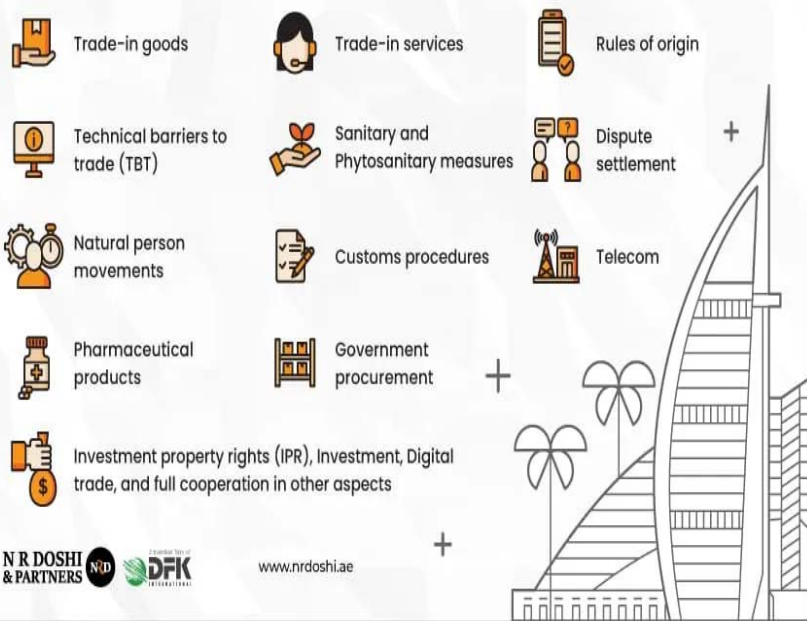 Trade-in goods
Trade-in services
Rules of origin
Technical barriers to
trade (TBT)
Sanitary and
Phytosanitary measures
Dispute
settlement
Natural person
movements
Customs procedures
Telecom
Pharmaceutical
products
Government
procurement
Investment property rights (IPR), Investment, Digital
trade, and full cooperation in other aspects
N R DOSHI
& PARTNERS
NRD
DFK
INTERNATIONAL
www.nrdoshi.ae